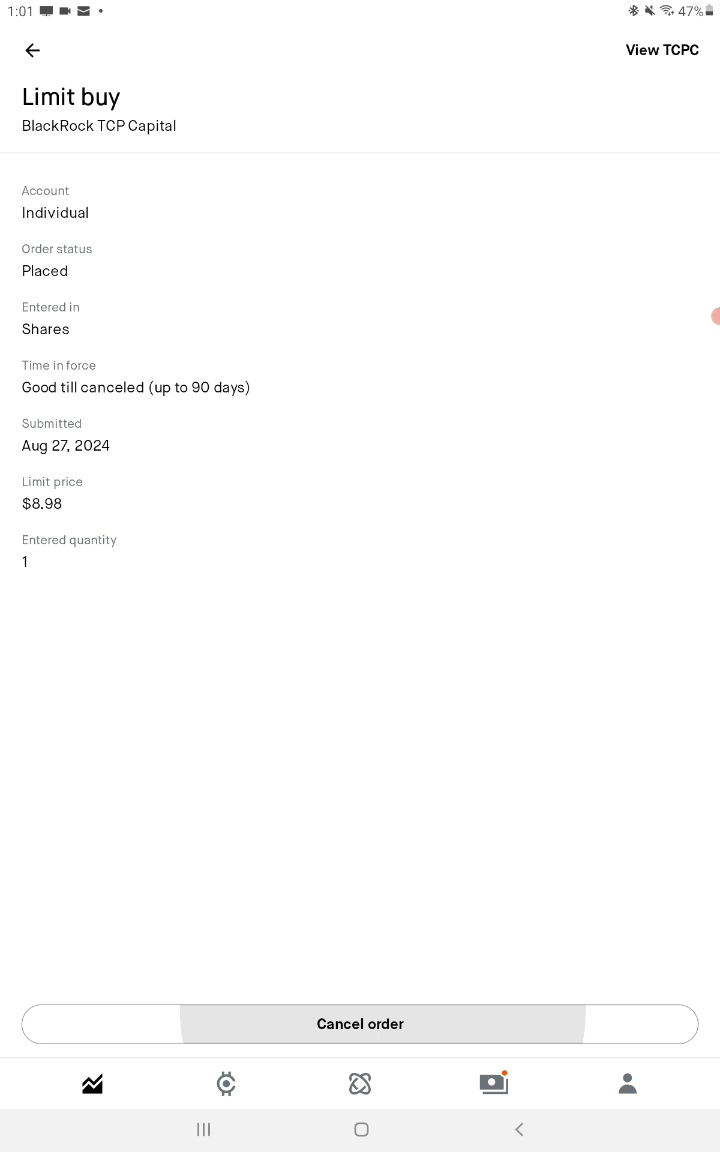 1:01
47%
View TCPC
Limit buy
BlackRock TCP Capital
Account
Individual
Order status
Placed
Entered in
Shares
Time in force
Good till canceled (up to 90 days)
Submitted
Aug 27, 2024
Limit price
$8.98
Entered quantity
1
Cancel order